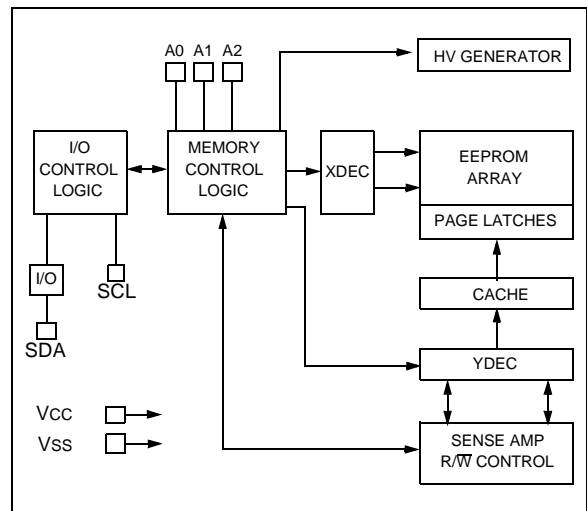 A0 A1 A2
HV GENERATOR
I/O
CONTROL
LOGIC
MEMORY
CONTROL
LOGIC
XDEC
EEPROM
ARRAY
PAGE LATCHES
I/O
SCL
SDA
CACHE
YDEC
VCC
VSS
SENSE AMP
R/W̅ CONTROL